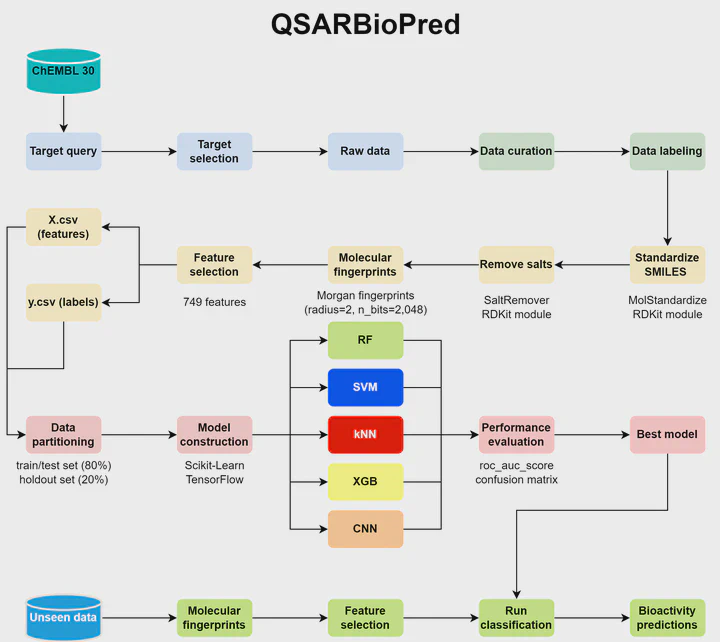 QSARBioPred
ChEMBL 30
Target query
Target
selection
Raw data
Data curation
Data labeling
X.csv
(features)
y.csv (labels)
Feature
selection
749 features
Molecular
fingerprints
Morgan fingerprints
(radius=2, n_bits=2,048)
Remove salts
SaltRemover
RDKit module
Standardize
SMILES
MolStandardize
RDKit module
Data
partitioning
train/test set (80%)
holdout set (20%)
Model
construction
Scikit-Learn
TensorFlow
RF
SVM
kNN
XGB
CNN
Performance
evaluation
roc_auc_score
confusion matrix
Best model
Unseen data
Molecular
fingerprints
Feature
selection
Run
classification
Bioactivity
predictions